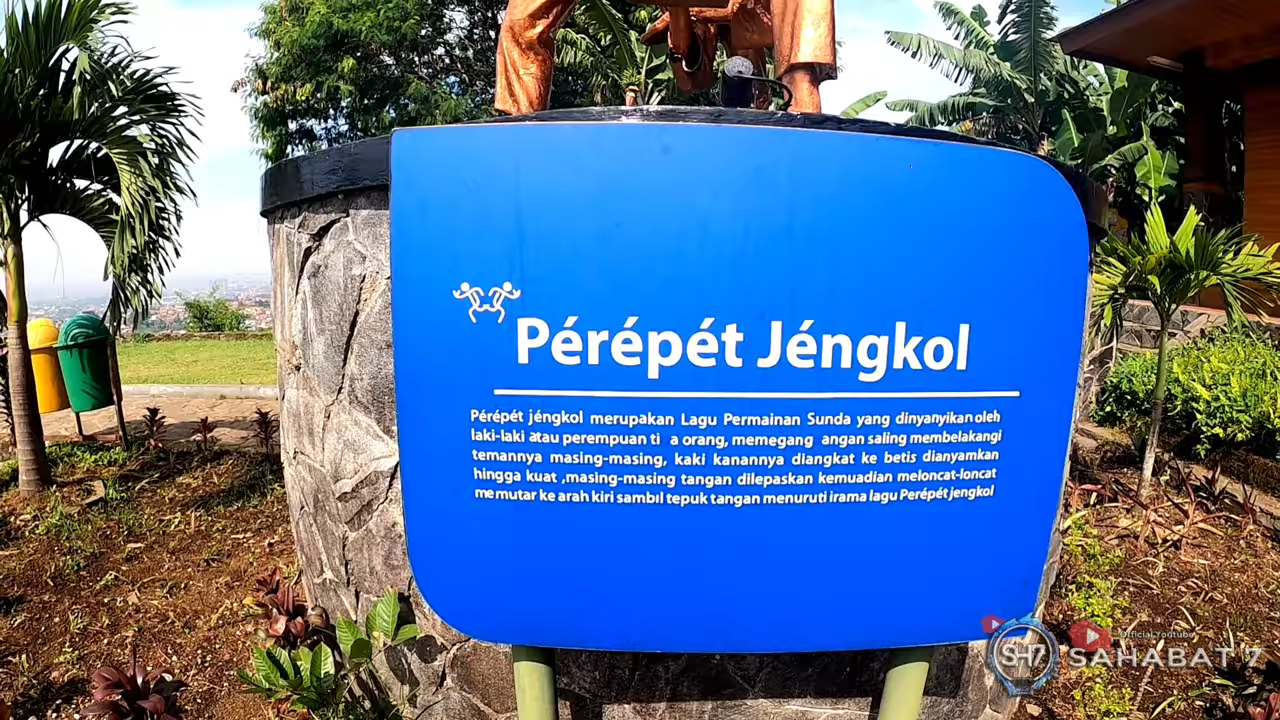 Pérépét Jéngkol
Pérépét jéngkol merupakan Lagu Permainan Sunda yang dinyanyikan oleh
laki-laki atau perempuan ti a orang, memegang angan saling membelakangi
temannya masing-masing, kaki kanannya diangkat ke betis dianyamkan
hingga kuat ,masing-masing tangan dilepaskan kemuadian meloncat-loncat
memutar ke arah kiri sambil tepuk tangan menuruti irama lagu Perépét jengkol
Official Youtube
SH7 SAHABAT 7